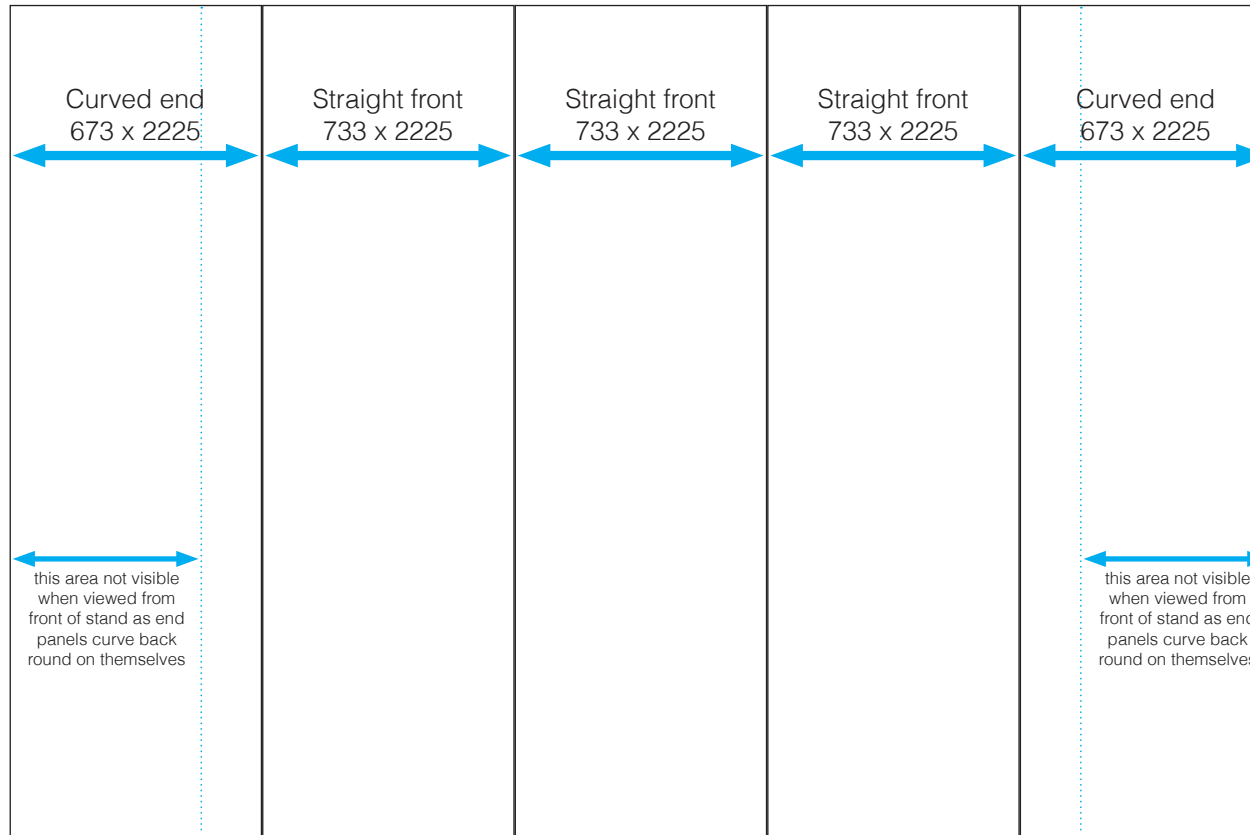 Curved end
673 x 2225
Straight front
733 x 2225
Straight front
733 x 2225
Straight front
733 x 2225
Curved end
673 x 2225
this area not visible
when viewed from
front of stand as end
panels curve back
round on themselves
this area not visible
when viewed from
front of stand as end
panels curve back
round on themselves